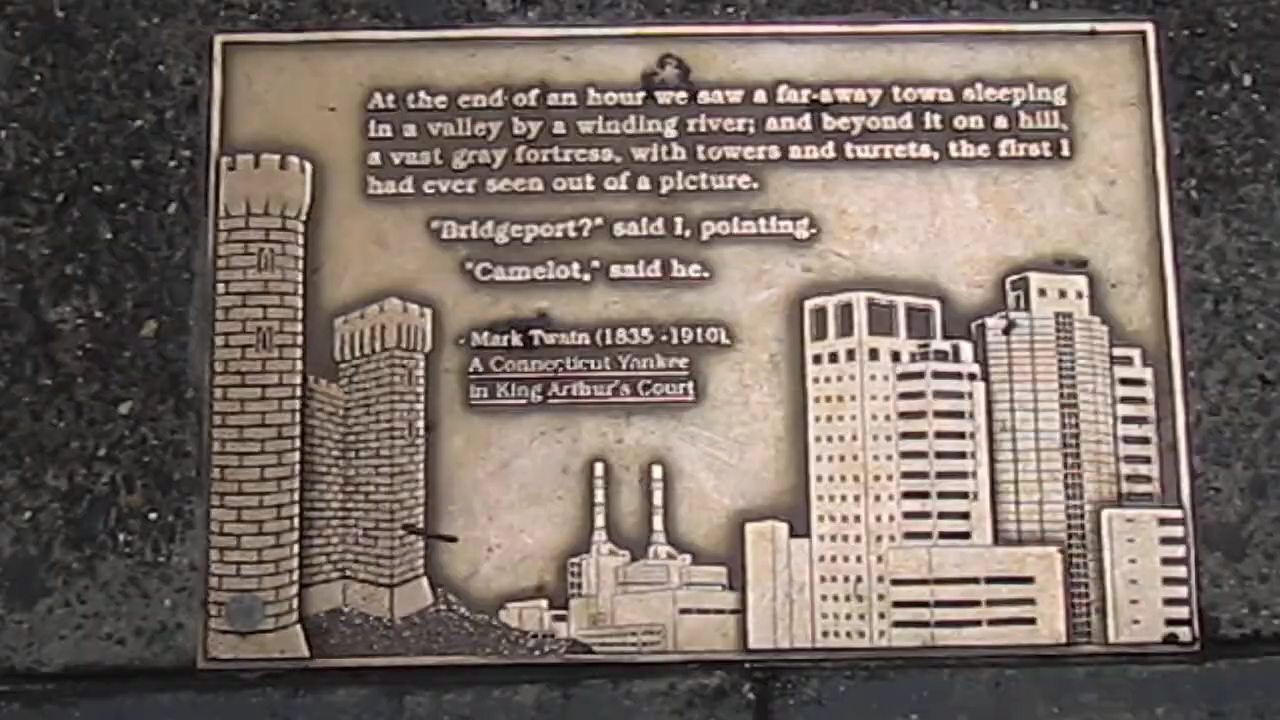 At the end of an hour we saw a far-away town sleeping
in a valley by a winding river; and beyond it on a hill,
a vast gray fortress, with towers and turrets, the first I
had ever seen out of a picture.
"Bridgeport?" said I, pointing.
"Camelot," said he.
- Mark Twain (1835 -1910),
A Connecticut Yankee
in King Arthur's Court